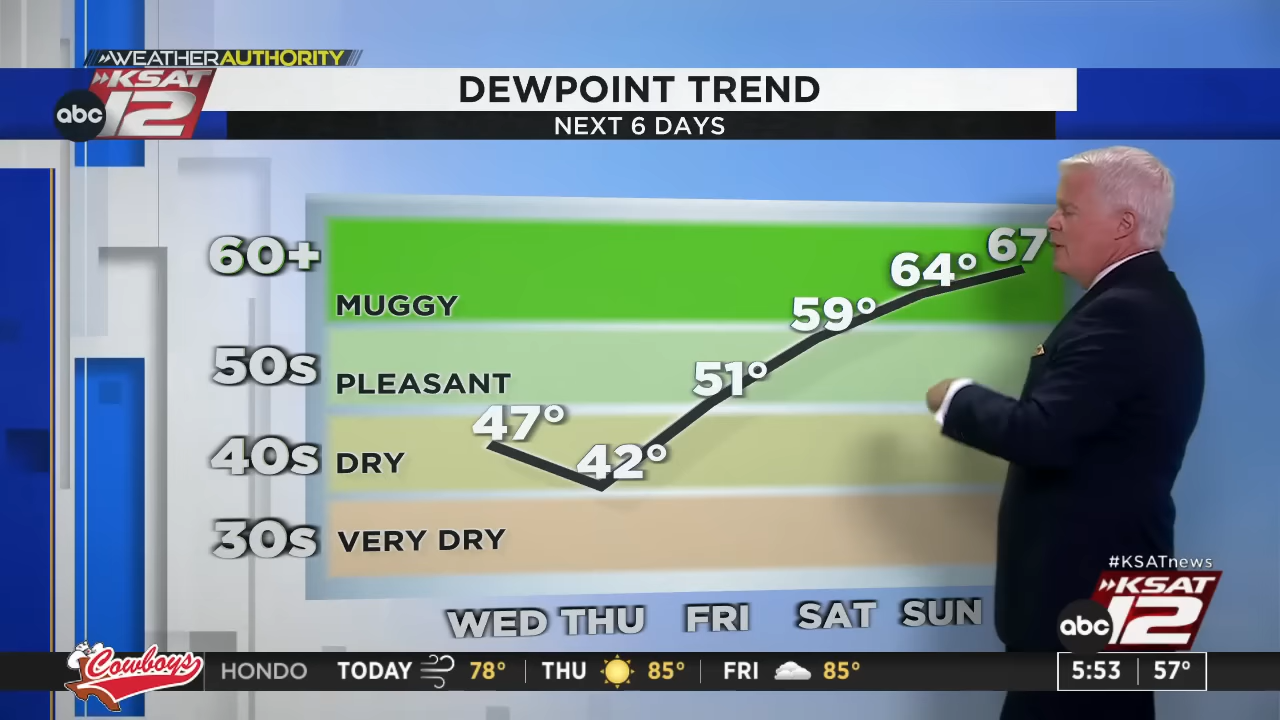 WEATHERAUTHORITY
KSAT
abc 12
DEWPOINT TREND
NEXT 6 DAYS
60+
MUGGY
50s
PLEASANT
40s
DRY
30s
VERY DRY
47°
42°
51°
59°
64°
67
WED THU FRI SAT SUN
#KSATnews
KSAT
abc 12
Cowboys HONDO TODAY 78° THU 85° FRI 85° 5:53 57°